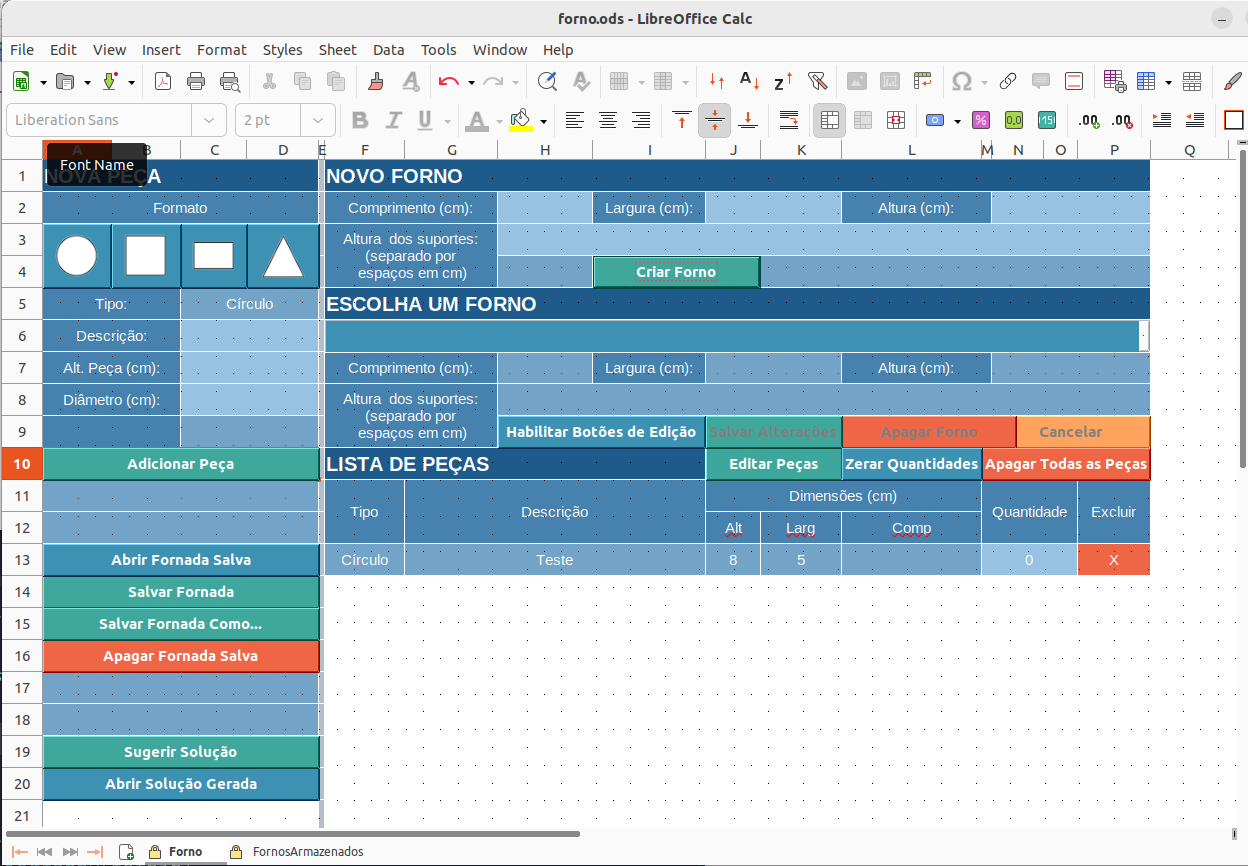 forno.ods - LibreOffice Calc
File Edit View Insert Format Styles Sheet Data Tools Window Help
Liberation Sans 2 pt
A B C D E F G H I J K L M N O P Q
Font Name
1 NOVA PEÇA NOVO FORNO
2 Formato Comprimento (cm): Largura (cm): Altura (cm):
3 Altura dos suportes:
(separado por
4 espaços em cm) Criar Forno
5 Tipo: Círculo ESCOLHA UM FORNO
6 Descrição:
7 Alt. Peça (cm): Comprimento (cm): Largura (cm): Altura (cm):
8 Diâmetro (cm): Altura dos suportes:
(separado por
9 espaços em cm) Habilitar Botões de Edição Salvar Alterações Apagar Forno Cancelar
10 Adicionar Peça LISTA DE PEÇAS Editar Peças Zerar Quantidades Apagar Todas as Peças
11 Dimensões (cm)
Tipo Descrição Quantidade Excluir
12 Alt Larg Comp
13 Abrir Fornada Salva Círculo Teste 8 5 0 X
14 Salvar Fornada
15 Salvar Fornada Como...
16 Apagar Fornada Salva
17
18
19 Sugerir Solução
20 Abrir Solução Gerada
21
Forno FornosArmazenados